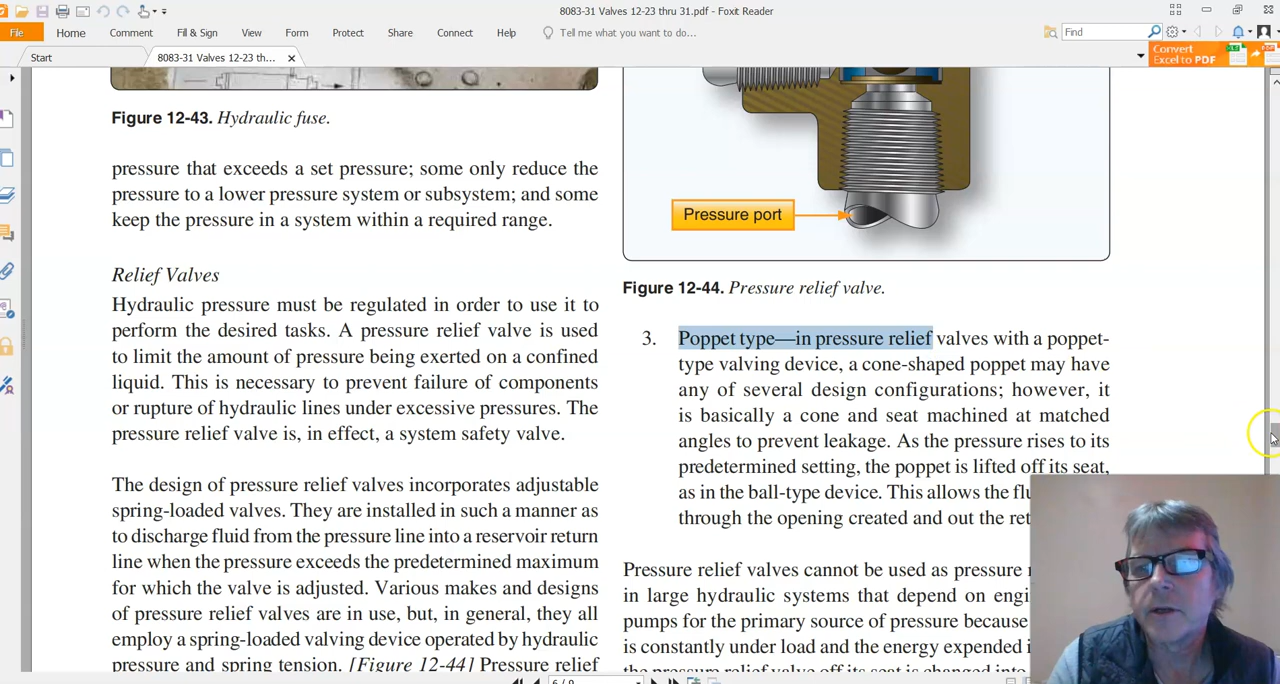 8083-31 Valves 12-23 thru 31.pdf - Foxit Reader
File Home Comment Fill & Sign View Form Protect Share Connect Help Tell me what you want to do... Find
Start 8083-31 Valves 12-23 th... Convert
Excel to PDF
Figure 12-43. Hydraulic fuse.
pressure that exceeds a set pressure; some only reduce the
pressure to a lower pressure system or subsystem; and some
keep the pressure in a system within a required range.
Relief Valves
Hydraulic pressure must be regulated in order to use it to
perform the desired tasks. A pressure relief valve is used
to limit the amount of pressure being exerted on a confined
liquid. This is necessary to prevent failure of components
or rupture of hydraulic lines under excessive pressures. The
pressure relief valve is, in effect, a system safety valve.
The design of pressure relief valves incorporates adjustable
spring-loaded valves. They are installed in such a manner as
to discharge fluid from the pressure line into a reservoir return
line when the pressure exceeds the predetermined maximum
for which the valve is adjusted. Various makes and designs
of pressure relief valves are in use, but, in general, they all
employ a spring-loaded valving device operated by hydraulic
pressure and spring tension. [Figure 12-44] Pressure relief
Pressure port
Figure 12-44. Pressure relief valve.
3. Poppet type—in pressure relief valves with a poppet-
type valving device, a cone-shaped poppet may have
any of several design configurations; however, it
is basically a cone and seat machined at matched
angles to prevent leakage. As the pressure rises to its
predetermined setting, the poppet is lifted off its seat,
as in the ball-type device. This allows the
through the opening created and out the
Pressure relief valves cannot be used as pressure
in large hydraulic systems that depend on
pumps for the primary source of pressure because
is constantly under load and the energy expended
the pressure relief valve off its seat is changed into
6 / 9